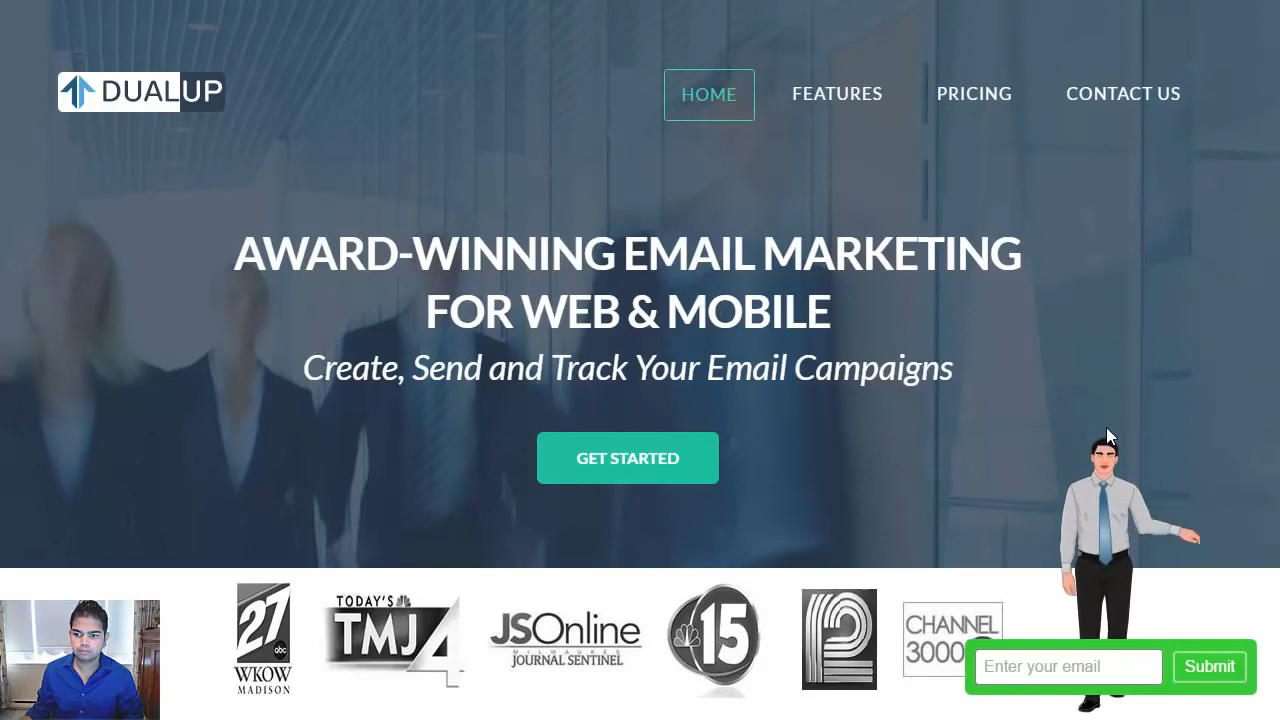 DUALUP
HOME
FEATURES
PRICING
CONTACT US
AWARD-WINNING EMAIL MARKETING
FOR WEB & MOBILE
Create, Send and Track Your Email Campaigns
GET STARTED
27
abc
WKOW
MADISON
TODAY'S
TMJ4
JSOnline
MILWAUKEE
JOURNAL SENTINEL
15
12
CHANNEL
3000
Enter your email
Submit